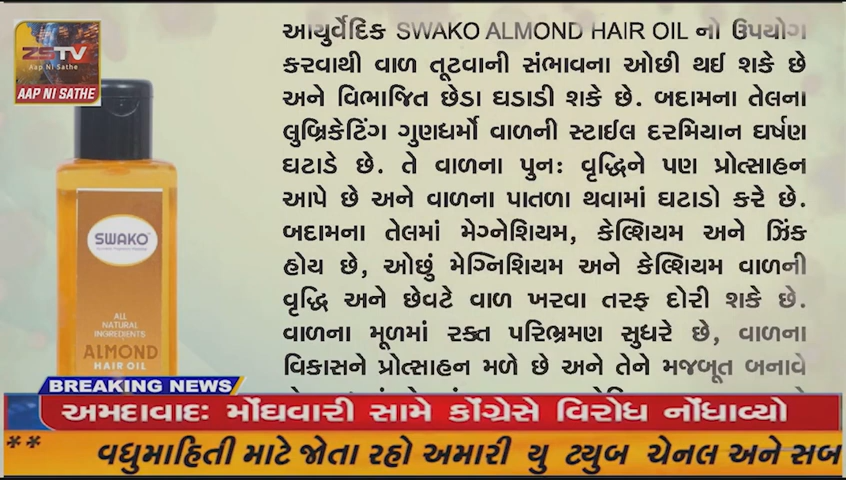 ZSTV
Aap Ni Sathe
AAP NI SATHE
આયુર્વેદિક SWAKO ALMOND HAIR OIL નો ઉપયોગ
કરવાથી વાળ તૂટવાની સંભાવના ઓછી થઈ શકે છે
અને વિભાજિત છેડા ઘડાડી શકે છે. બદામના તેલના
લુબ્રિકેટિંગ ગુણધર્મો વાળની સ્ટાઈલ દરમિયાન ઘર્ષણ
ઘટાડે છે. તે વાળના પુનઃ વૃદ્ધિને પણ પ્રોત્સાહન
આપે છે અને વાળના પાતળા થવામાં ઘટાડો કરે છે.
બદામના તેલમાં મેગ્નેશિયમ, કેલ્શિયમ અને ઝિંક
હોય છે, ઓછું મેગ્નિશિયમ અને કેલ્શિયમ વાળની
વૃદ્ધિ અને છેવટે વાળ ખરવા તરફ દોરી શકે છે.
વાળના મૂળમાં રક્ત પરિભ્રમણ સુધરે છે, વાળના
વિકાસને પ્રોત્સાહન મળે છે અને તેને મજબૂત બનાવે
SWAKO
ALL
NATURAL
INGREDIENTS
ALMOND
HAIR OIL
BREAKING NEWS
અમદાવાદઃ મોંઘવારી સામે કોંગ્રેસે વિરોધ નોંધાવ્યો
** વધુમાહિતી માટે જોતા રહો અમારી યુ ટ્યુબ ચેનલ અને સબ